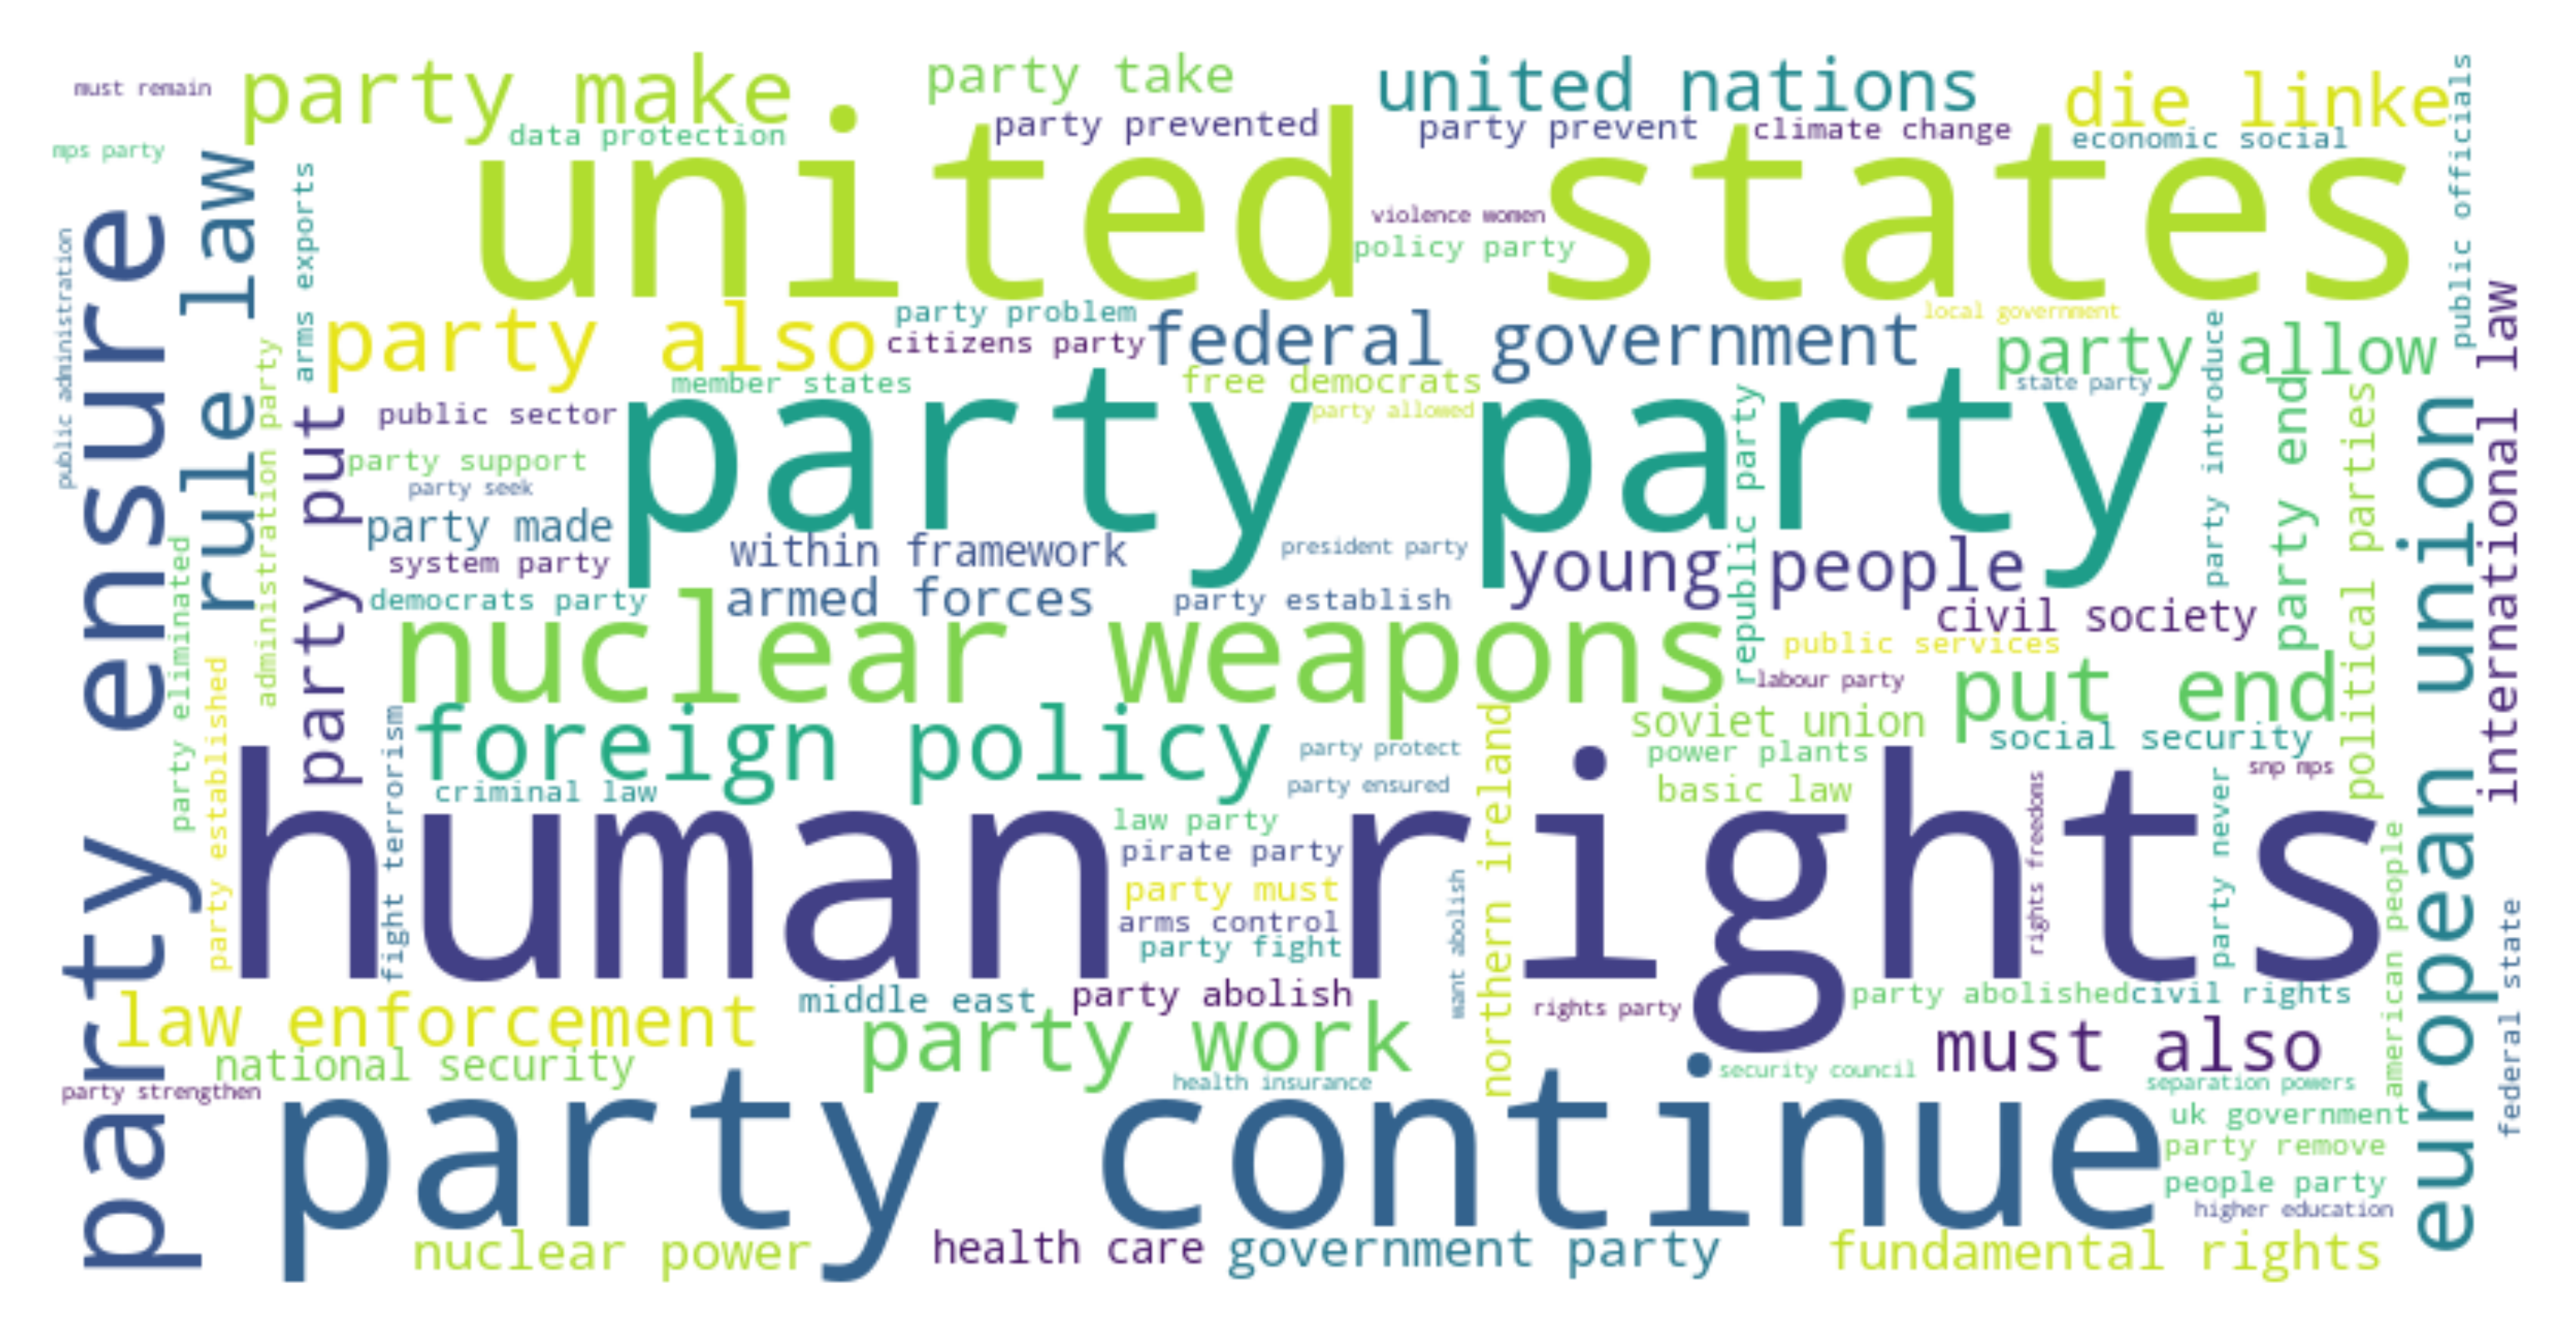 must remain
party make
party take
united nations
die linke
data protection
party prevented
party prevent
climate change
economic social
mps party
united states
violence women
policy party
public officials
public administration
party ensure
rule law
arms exports
party also
party problem
citizens party
federal government
local government
party allow
international law
member states
free democrats
party allowed
state party
public sector
party party
party introduce
party end
political parties
european union
administration party
party put
party support
party seek
party made
system party
within framework
president party
republic party
young people
democrats party
armed forces
party establish
civil society
party eliminated
nuclear weapons
public services
labour party
put end
party established
foreign policy
soviet union
party protect
power plants
social security
fight terrorism
criminal law
party ensured
northern ireland
basic law
snp mps
human rights
law party
pirate party
party must
arms control
party fight
want abolish
rights freedoms
party never
american people
federal state
law enforcement
middle east
party abolish
rights party
party abolished
civil rights
national security
party work
must also
party strengthen
health insurance
security council
separation powers
party continue
uk government
party remove
people party
higher education
nuclear power
health care
government party
fundamental rights